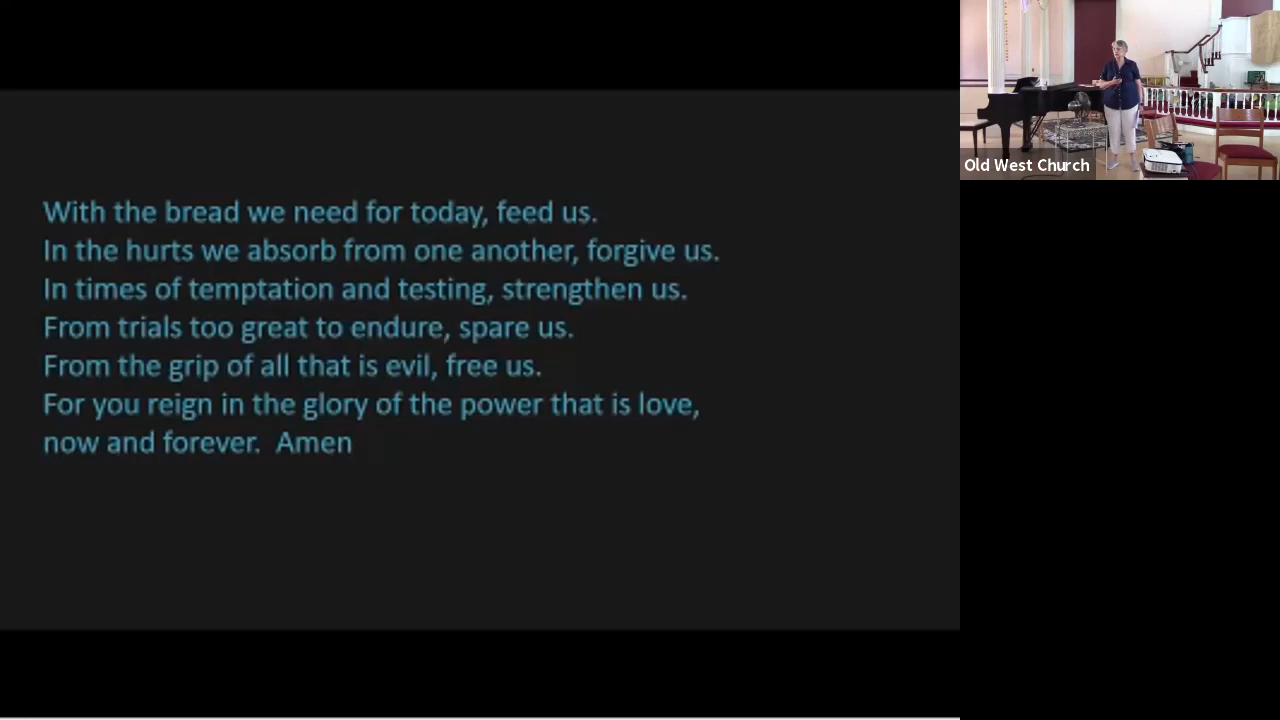 With the bread we need for today, feed us.
In the hurts we absorb from one another, forgive us.
In times of temptation and testing, strengthen us.
From trials too great to endure, spare us.
From the grip of all that is evil, free us.
For you reign in the glory of the power that is love,
now and forever.  Amen
Old West Church